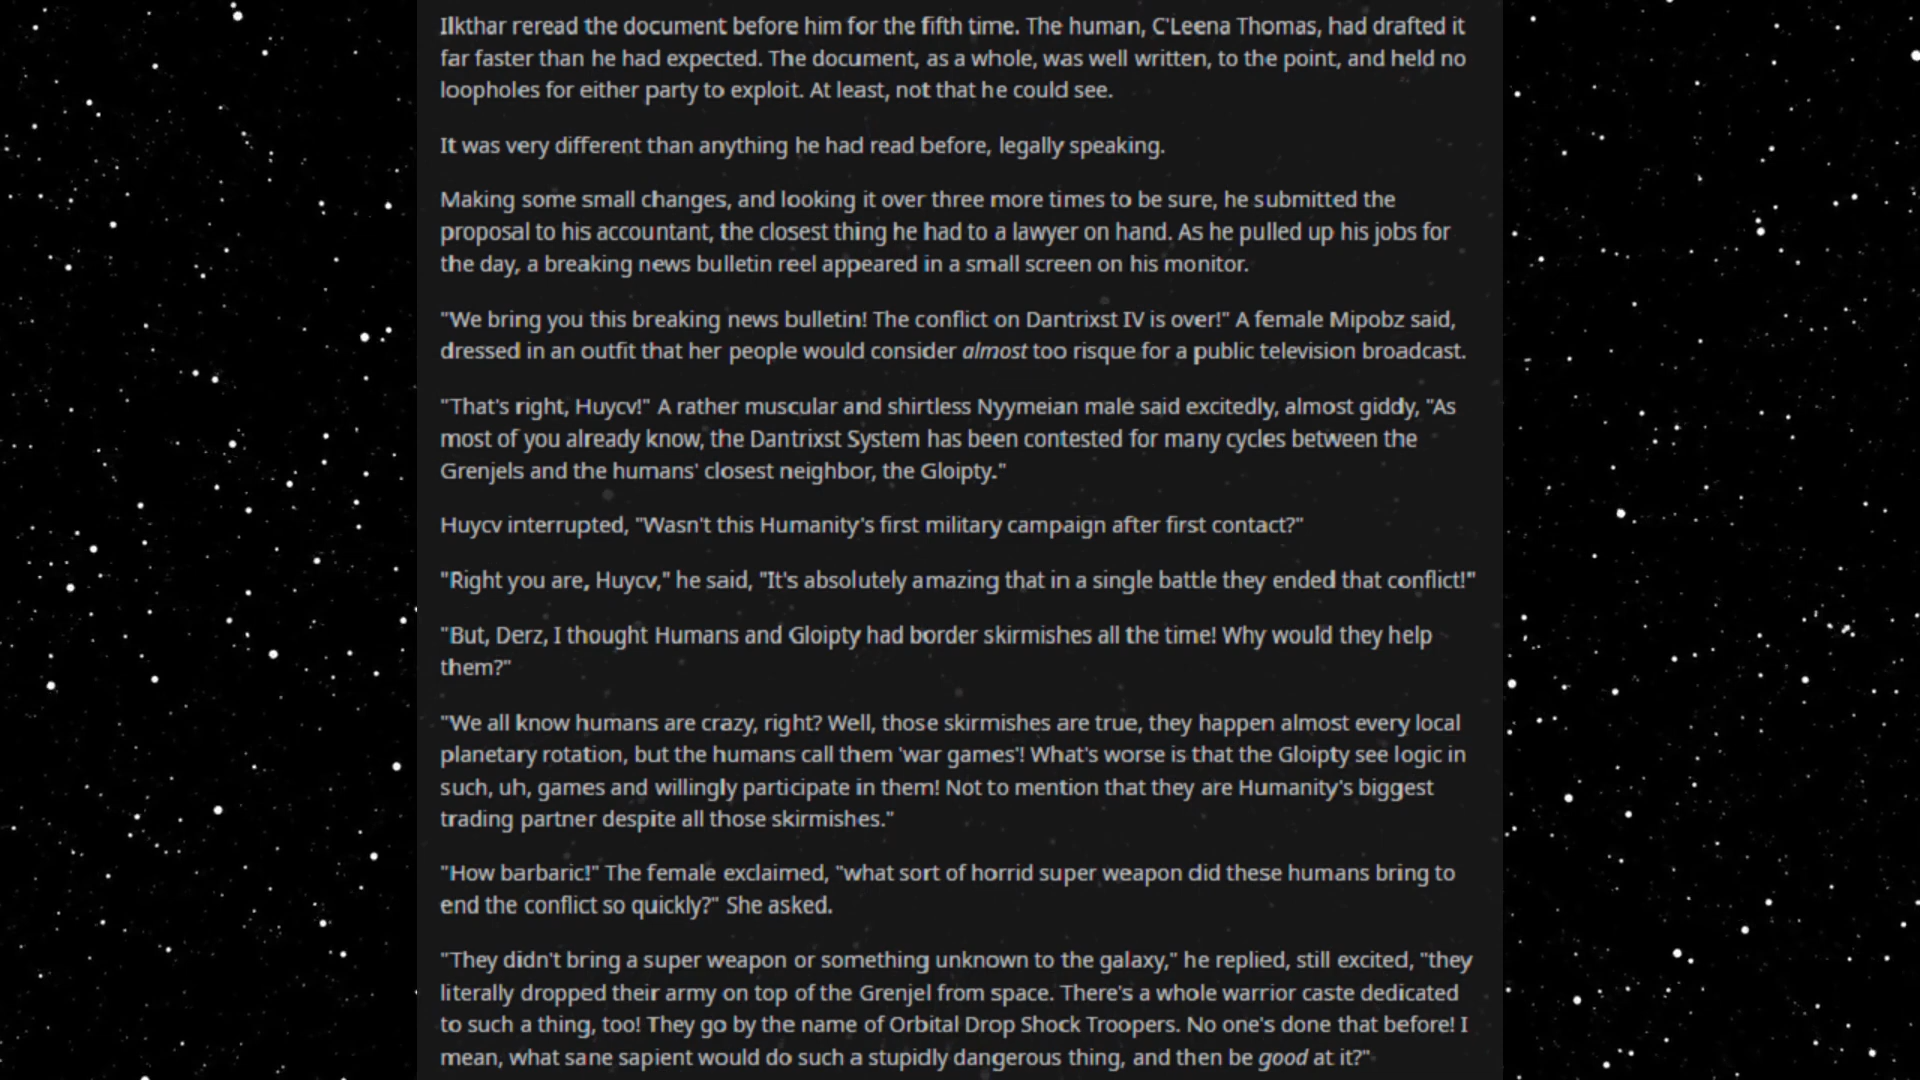 Ilkthar reread the document before him for the fifth time. The human, C'Leena Thomas, had drafted it
far faster than he had expected. The document, as a whole, was well written, to the point, and held no
loopholes for either party to exploit. At least, not that he could see.
It was very different than anything he had read before, legally speaking.
Making some small changes, and looking it over three more times to be sure, he submitted the
proposal to his accountant, the closest thing he had to a lawyer on hand. As he pulled up his jobs for
the day, a breaking news bulletin reel appeared in a small screen on his monitor.
"We bring you this breaking news bulletin! The conflict on Dantrixst IV is over!" A female Mipobz said,
dressed in an outfit that her people would consider almost too risque for a public television broadcast.
"That's right, Huycv!" A rather muscular and shirtless Nyymeian male said excitedly, almost giddy, "As
most of you already know, the Dantrixst System has been contested for many cycles between the
Grenjels and the humans' closest neighbor, the Gloipty."
Huycv interrupted, "Wasn't this Humanity's first military campaign after first contact?"
"Right you are, Huycv," he said, "It's absolutely amazing that in a single battle they ended that conflict!"
"But, Derz, I thought Humans and Gloipty had border skirmishes all the time! Why would they help
them?"
"We all know humans are crazy, right? Well, those skirmishes are true, they happen almost every local
planetary rotation, but the humans call them 'war games'! What's worse is that the Gloipty see logic in
such, uh, games and willingly participate in them! Not to mention that they are Humanity's biggest
trading partner despite all those skirmishes."
"How barbaric!" The female exclaimed, "what sort of horrid super weapon did these humans bring to
end the conflict so quickly?" She asked.
"They didn't bring a super weapon or something unknown to the galaxy," he replied, still excited, "they
literally dropped their army on top of the Grenjel from space. There's a whole warrior caste dedicated
to such a thing, too! They go by the name of Orbital Drop Shock Troopers. No one's done that before! I
mean, what sane sapient would do such a stupidly dangerous thing, and then be good at it?"